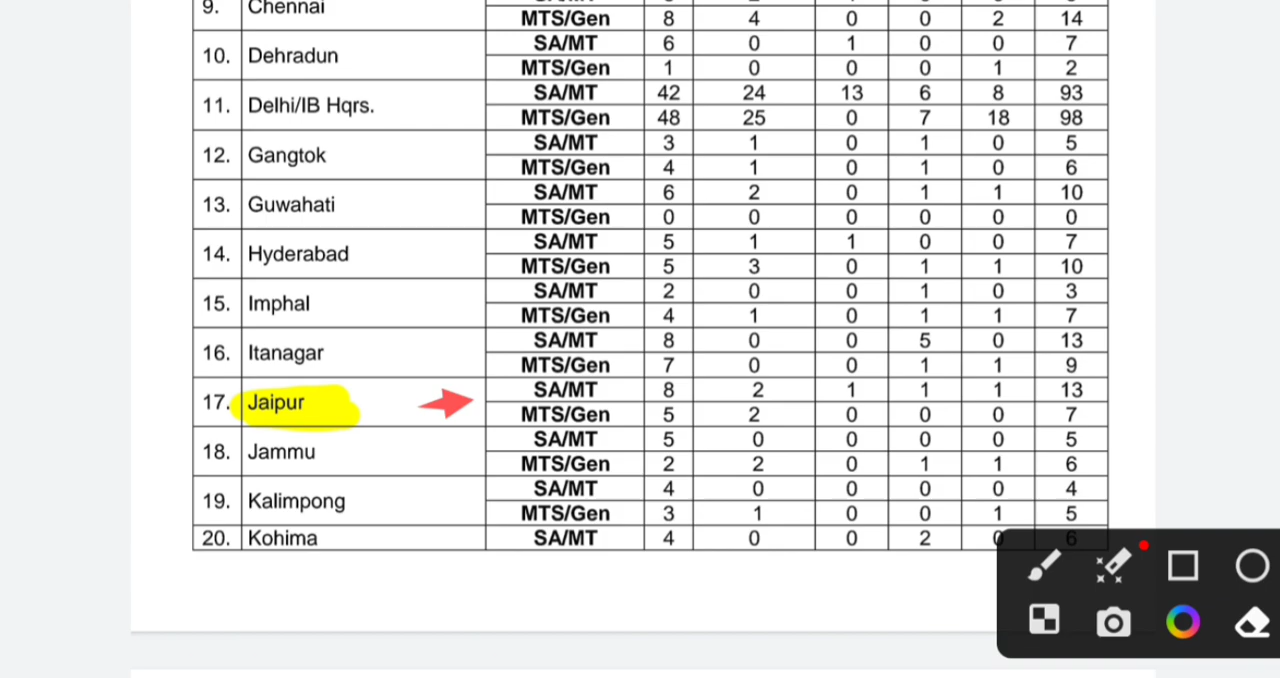 9. Chennai
MTS/Gen 8 4 0 0 2 14
10. Dehradun SA/MT 6 0 1 0 0 7
MTS/Gen 1 0 0 0 1 2
11. Delhi/IB Hqrs. SA/MT 42 24 13 6 8 93
MTS/Gen 48 25 0 7 18 98
12. Gangtok SA/MT 3 1 0 1 0 5
MTS/Gen 4 1 0 1 0 6
13. Guwahati SA/MT 6 2 0 1 1 10
MTS/Gen 0 0 0 0 0 0
14. Hyderabad SA/MT 5 1 1 0 0 7
MTS/Gen 5 3 0 1 1 10
15. Imphal SA/MT 2 0 0 1 0 3
MTS/Gen 4 1 0 1 1 7
16. Itanagar SA/MT 8 0 0 5 0 13
MTS/Gen 7 0 0 1 1 9
17. Jaipur SA/MT 8 2 1 1 1 13
MTS/Gen 5 2 0 0 0 7
18. Jammu SA/MT 5 0 0 0 0 5
MTS/Gen 2 2 0 1 1 6
19. Kalimpong SA/MT 4 0 0 0 0 4
MTS/Gen 3 1 0 0 1 5
20. Kohima SA/MT 4 0 0 2 0 6